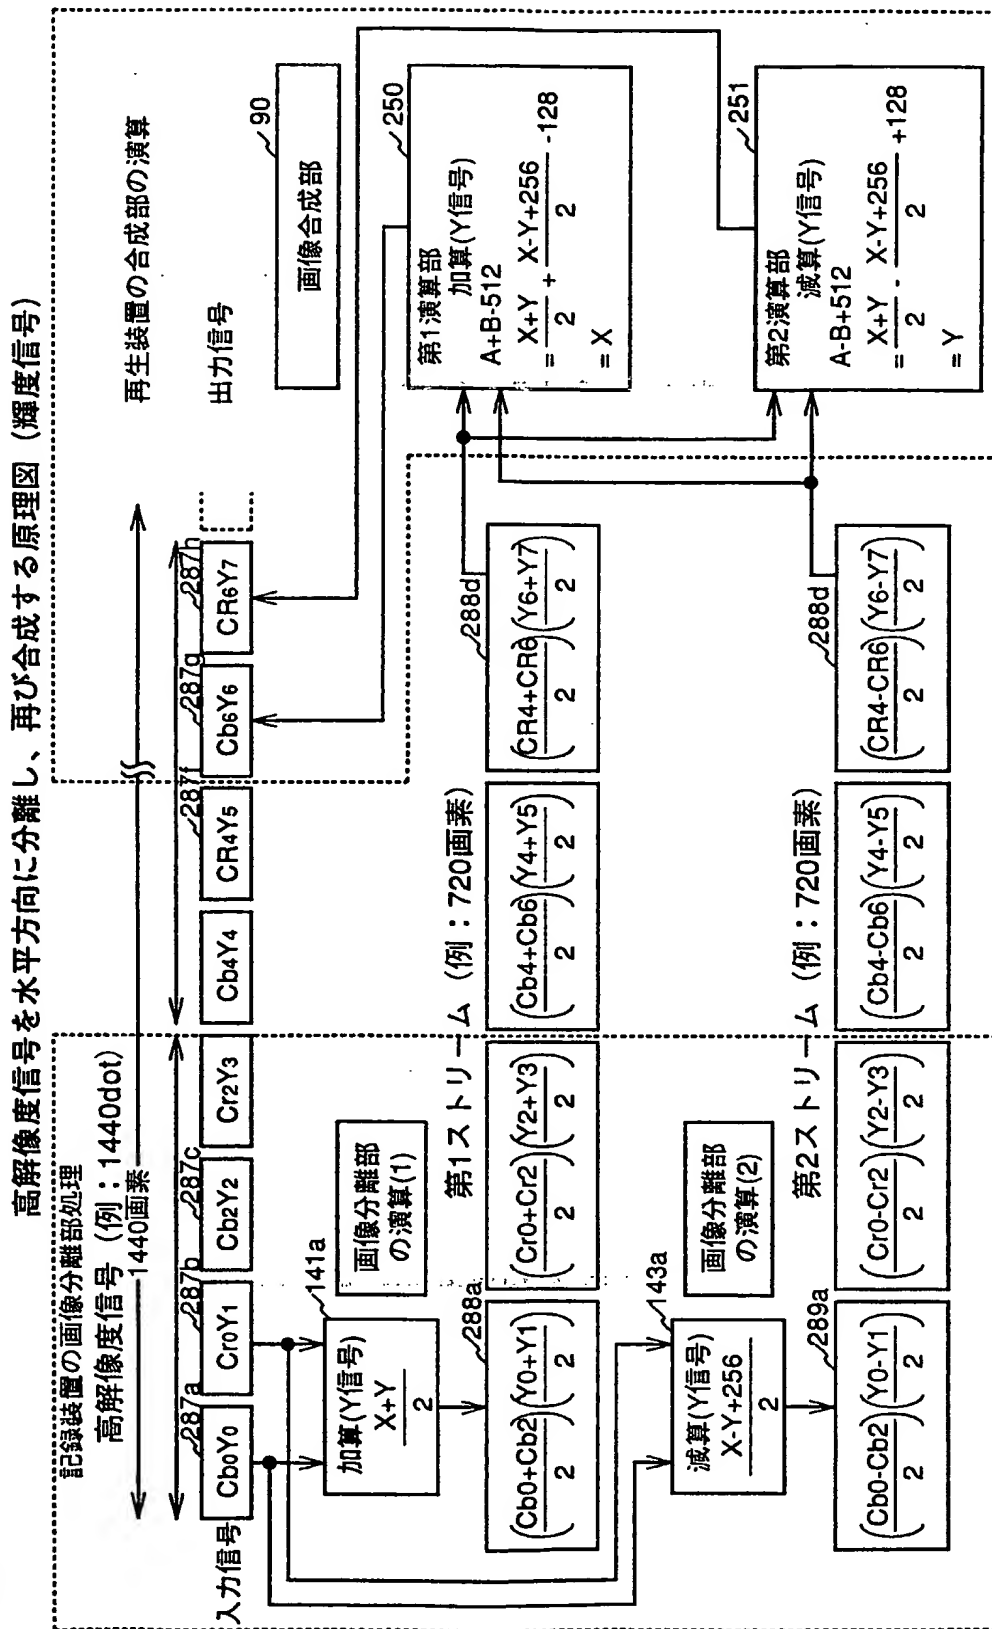 高解像度信号を水平方向に分離し、再び合成する原理図 (輝度信号)
記録装置の画像分離部処理
高解像度信号 (例:1440dot)
1440画素
再生装置の合成部の演算
入力信号
出力信号
287a
287b
287c
287f
287g
287h
Cb0Y0
Cr0Y1
Cb2Y2
Cr2Y3
Cb4Y4
CR4Y5
Cb6Y6
CR6Y7
90
画像合成部
141a
加算(Y信号)
X+Y
2
画像分離部
の演算(1)
250
第1演算部
加算(Y信号)
A+B-512
= X+Y + X-Y+256 -128
2 2
= X
第1ストリーム (例:720画素)
288a
288d
(Cb0+Cb2)(Y0+Y1)
2 2
(Cr0+Cr2)(Y2+Y3)
2 2
(Cb4+Cb6)(Y4+Y5)
2 2
(CR4+CR6)(Y6+Y7)
2 2
143a
減算(Y信号)
X-Y+256
2
画像分離部
の演算(2)
251
第2演算部
減算(Y信号)
A-B+512
= X+Y - X-Y+256 +128
2 2
= Y
第2ストリーム (例:720画素)
289a
288d
(Cb0-Cb2)(Y0-Y1)
2 2
(Cr0-Cr2)(Y2-Y3)
2 2
(Cb4-Cb6)(Y4-Y5)
2 2
(CR4-CR6)(Y6-Y7)
2 2